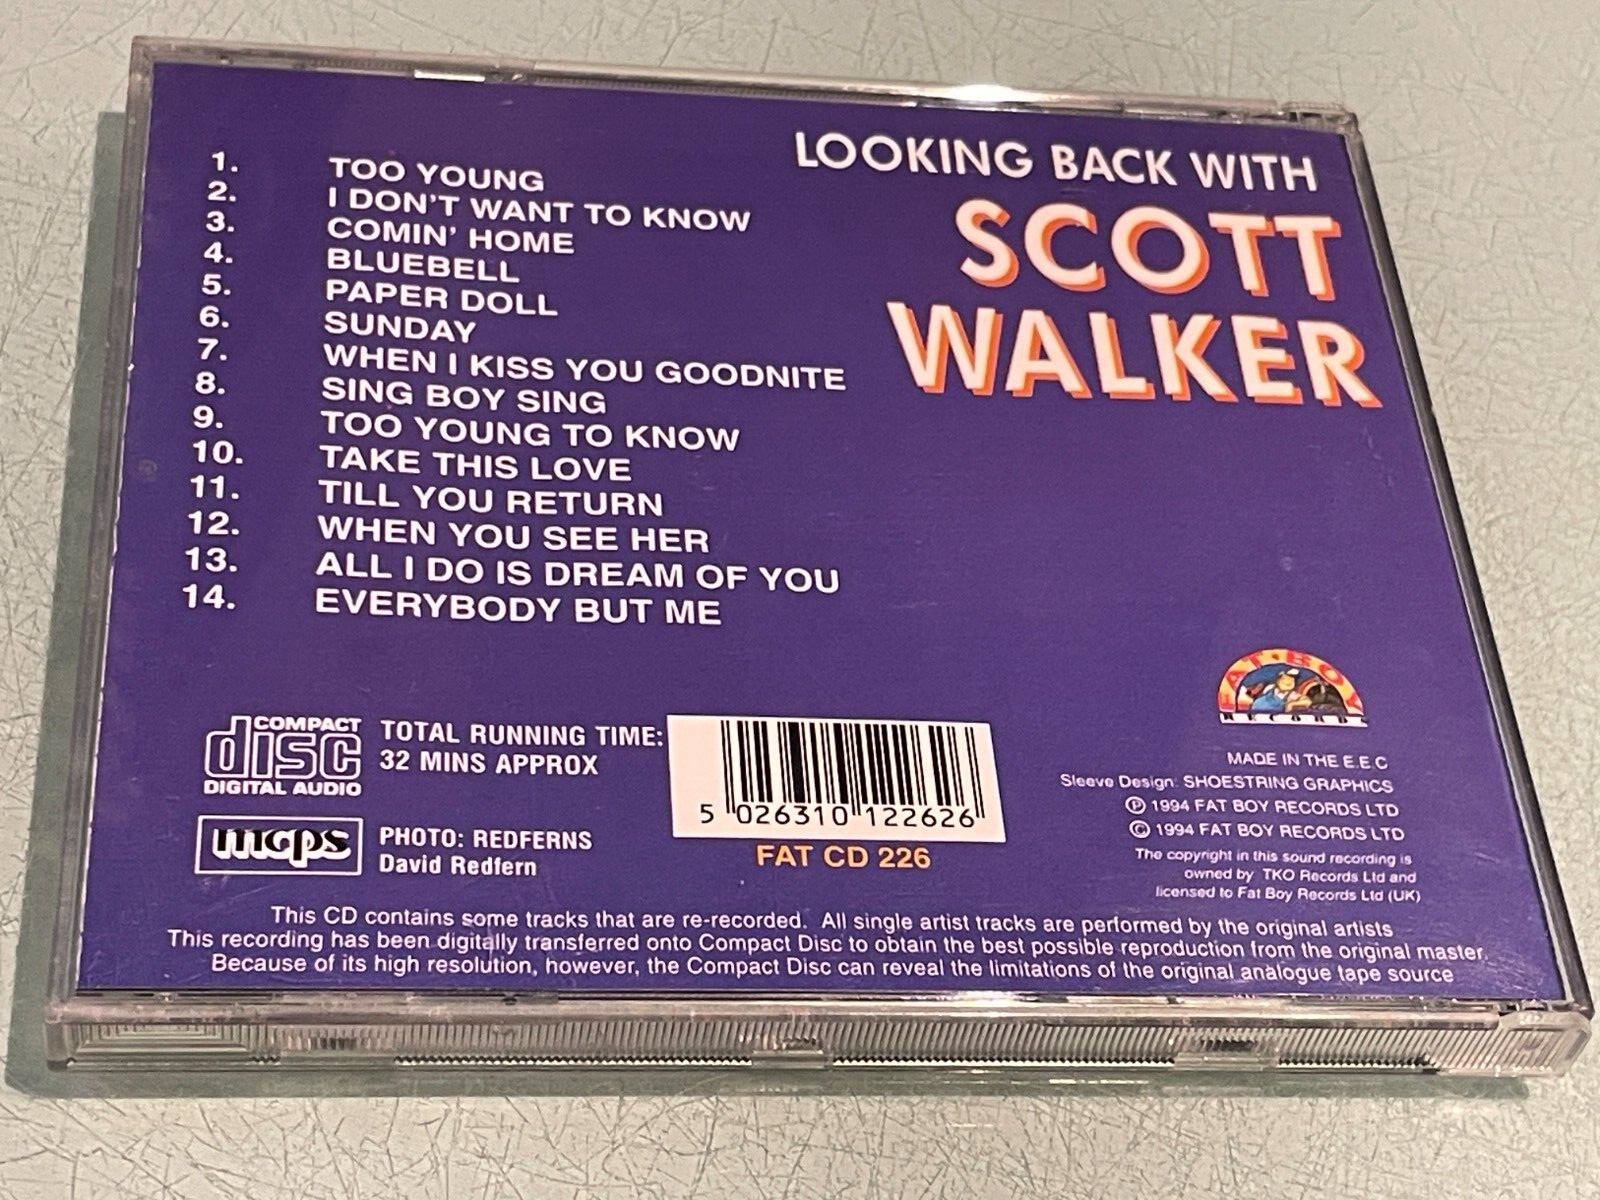 LOOKING BACK WITH
SCOTT
WALKER
1. TOO YOUNG
2. I DON'T WANT TO KNOW
3. COMIN' HOME
4. BLUEBELL
5. PAPER DOLL
6. SUNDAY
7. WHEN I KISS YOU GOODNITE
8. SING BOY SING
9. TOO YOUNG TO KNOW
10. TAKE THIS LOVE
11. TILL YOU RETURN
12. WHEN YOU SEE HER
13. ALL I DO IS DREAM OF YOU
14. EVERYBODY BUT ME
COMPACT
disc
DIGITAL AUDIO
TOTAL RUNNING TIME:
32 MINS APPROX
mcps
PHOTO: REDFERNS
David Redfern
5 026310 122626
FAT CD 226
FAT·BOY
RECORDS
MADE IN THE E.E.C
Sleeve Design: SHOESTRING GRAPHICS
Ⓟ 1994 FAT BOY RECORDS LTD
© 1994 FAT BOY RECORDS LTD
The copyright in this sound recording is
owned by TKO Records Ltd and
licensed to Fat Boy Records Ltd (UK)
This CD contains some tracks that are re-recorded. All single artist tracks are performed by the original artists
This recording has been digitally transferred onto Compact Disc to obtain the best possible reproduction from the original master.
Because of its high resolution, however, the Compact Disc can reveal the limitations of the original analogue tape source